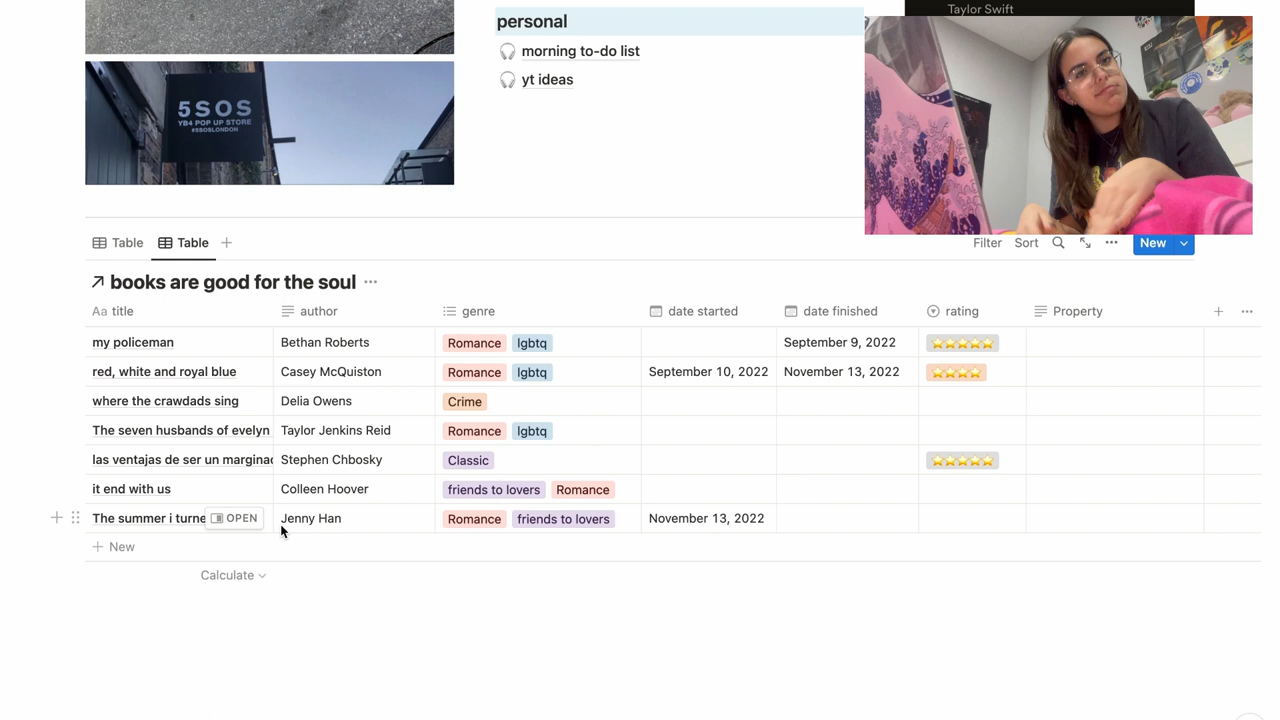 Taylor Swift
personal
morning to-do list
yt ideas
5SOS
YB4 POP UP STORE
#5SOSLONDON
Table
Table
Filter
Sort
New
books are good for the soul
Aa title
author
genre
date started
date finished
rating
Property
my policeman
Bethan Roberts
Romance
lgbtq
September 9, 2022
red, white and royal blue
Casey McQuiston
Romance
lgbtq
September 10, 2022
November 13, 2022
where the crawdads sing
Delia Owens
Crime
The seven husbands of evelyn
Taylor Jenkins Reid
Romance
lgbtq
las ventajas de ser un marginad
Stephen Chbosky
Classic
it end with us
Colleen Hoover
friends to lovers
Romance
The summer i turne
OPEN
Jenny Han
Romance
friends to lovers
November 13, 2022
New
Calculate